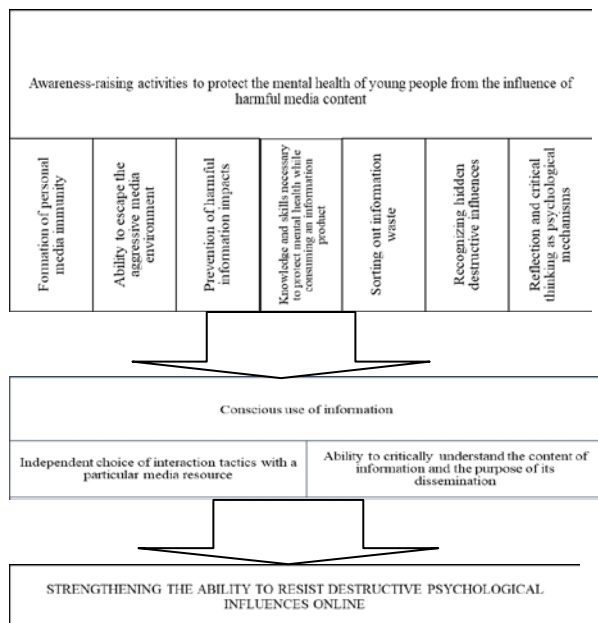 Awareness-raising activities to protect the mental health of young people from the influence of
harmful media content
Formation of personal
media immunity
Ability to escape the
aggressive media
environment
Prevention of harmful
information impacts
Knowledge and skills necessary
to protect mental health while
consuming an information
product
Sorting out information
waste
Recognizing hidden
destructive influences
Reflection and critical
thinking as psychological
mechanisms
Conscious use of information
Independent choice of interaction tactics with a
particular media resource
Ability to critically understand the content of
information and the purpose of its
dissemination
STRENGTHENING THE ABILITY TO RESIST DESTRUCTIVE PSYCHOLOGICAL
INFLUENCES ONLINE